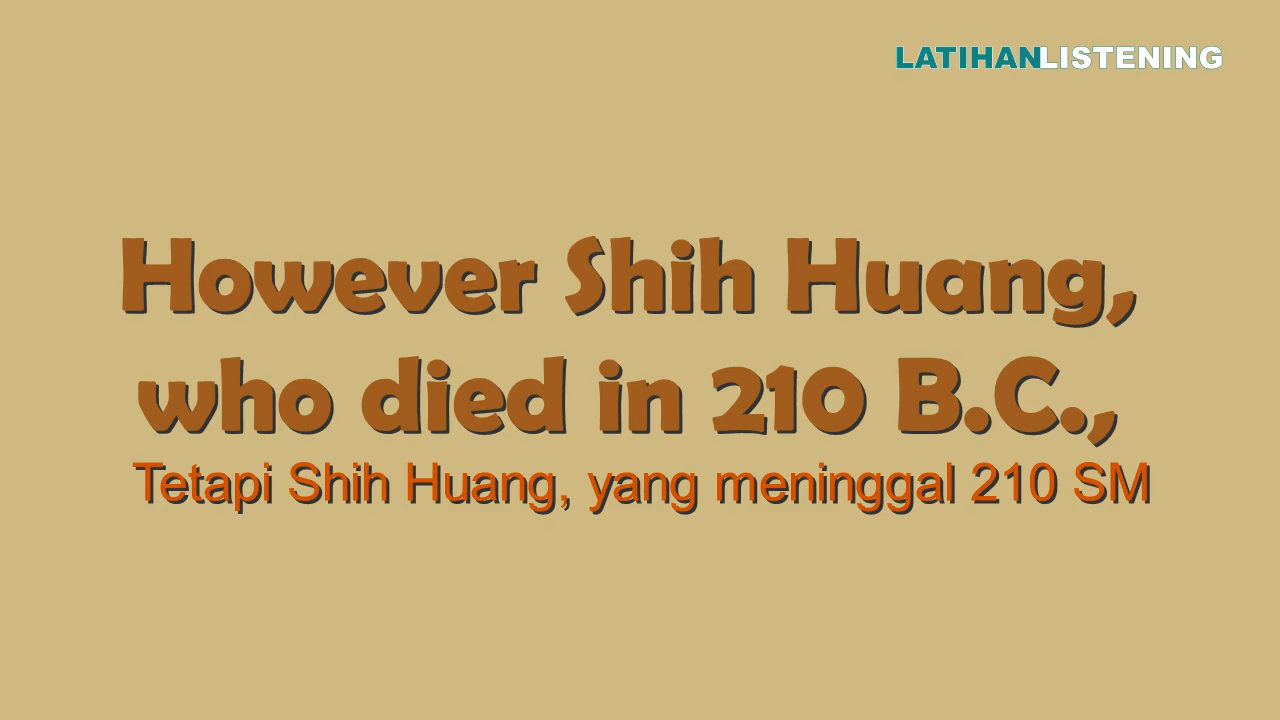 LATIHANLISTENING
However Shih Huang,
who died in 210 B.C.,
Tetapi Shih Huang, yang meninggal 210 SM